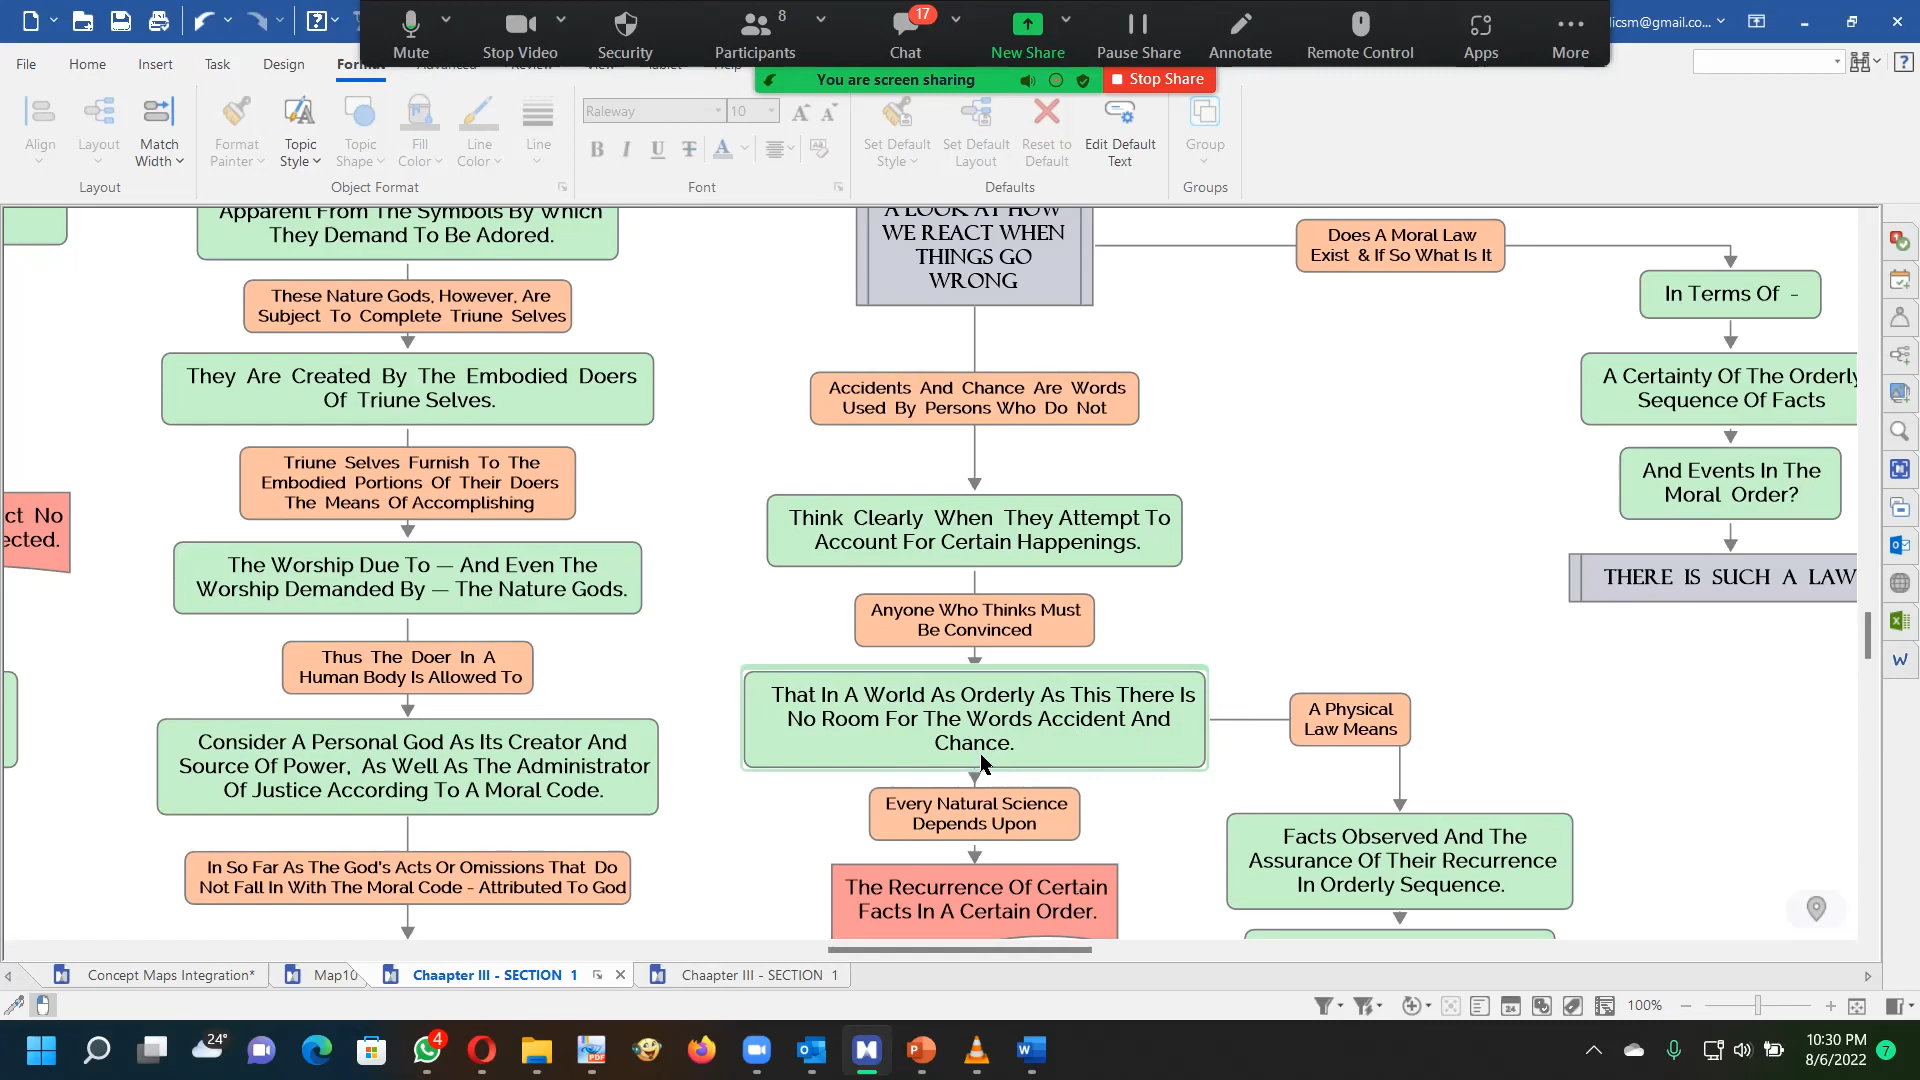 8
17
Mute
Stop Video
Security
Participants
Chat
New Share
Pause Share
Annotate
Remote Control
Apps
More
licsm@gmail.co...
You are screen sharing
Stop Share
File
Home
Insert
Task
Design
Format
Align
Layout
Match
Width
Layout
Format
Painter
Topic
Style
Topic
Shape
Fill
Color
Line
Color
Line
Object Format
Raleway
10
Font
Set Default
Style
Set Default
Layout
Reset to
Default
Edit Default
Text
Defaults
Group
Groups
Apparent From The Symbols By Which
They Demand To Be Adored.
These Nature Gods, However, Are
Subject To Complete Triune Selves
They Are Created By The Embodied Doers
Of Triune Selves.
Triune Selves Furnish To The
Embodied Portions Of Their Doers
The Means Of Accomplishing
The Worship Due To — And Even The
Worship Demanded By — The Nature Gods.
Thus The Doer In A
Human Body Is Allowed To
Consider A Personal God As Its Creator And
Source Of Power, As Well As The Administrator
Of Justice According To A Moral Code.
In So Far As The God's Acts Or Omissions That Do
Not Fall In With The Moral Code - Attributed To God
ct No
ected.
A LOOK AT HOW
WE REACT WHEN
THINGS GO
WRONG
Accidents And Chance Are Words
Used By Persons Who Do Not
Think Clearly When They Attempt To
Account For Certain Happenings.
Anyone Who Thinks Must
Be Convinced
That In A World As Orderly As This There Is
No Room For The Words Accident And
Chance.
Every Natural Science
Depends Upon
The Recurrence Of Certain
Facts In A Certain Order.
A Physical
Law Means
Facts Observed And The
Assurance Of Their Recurrence
In Orderly Sequence.
Does A Moral Law
Exist & If So What Is It
In Terms Of -
A Certainty Of The Orderly
Sequence Of Facts
And Events In The
Moral Order?
THERE IS SUCH A LAW
Concept Maps Integration*
Map10
Chaapter III - SECTION 1
Chaapter III - SECTION 1
100%
24°
4
10:30 PM
8/6/2022
7